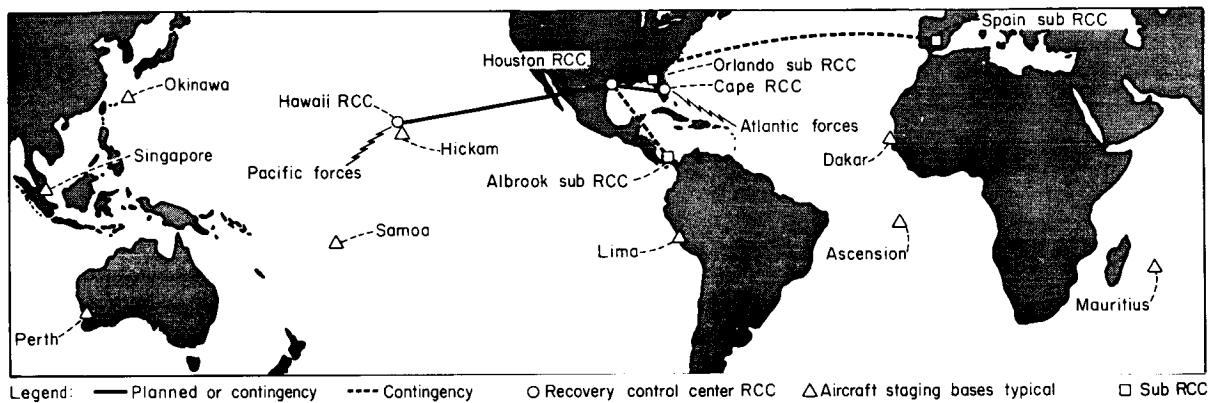 Spain sub RCC
Houston RCC
Orlando sub RCC
Okinawa
Cape RCC
Hawaii RCC
Atlantic forces
Hickam
Singapore
Dakar
Pacific forces
Albrook sub RCC
Samoa
Lima
Ascension
Mauritius
Perth
Legend: Planned or contingency Contingency Recovery control center RCC Aircraft staging bases typical Sub RCC